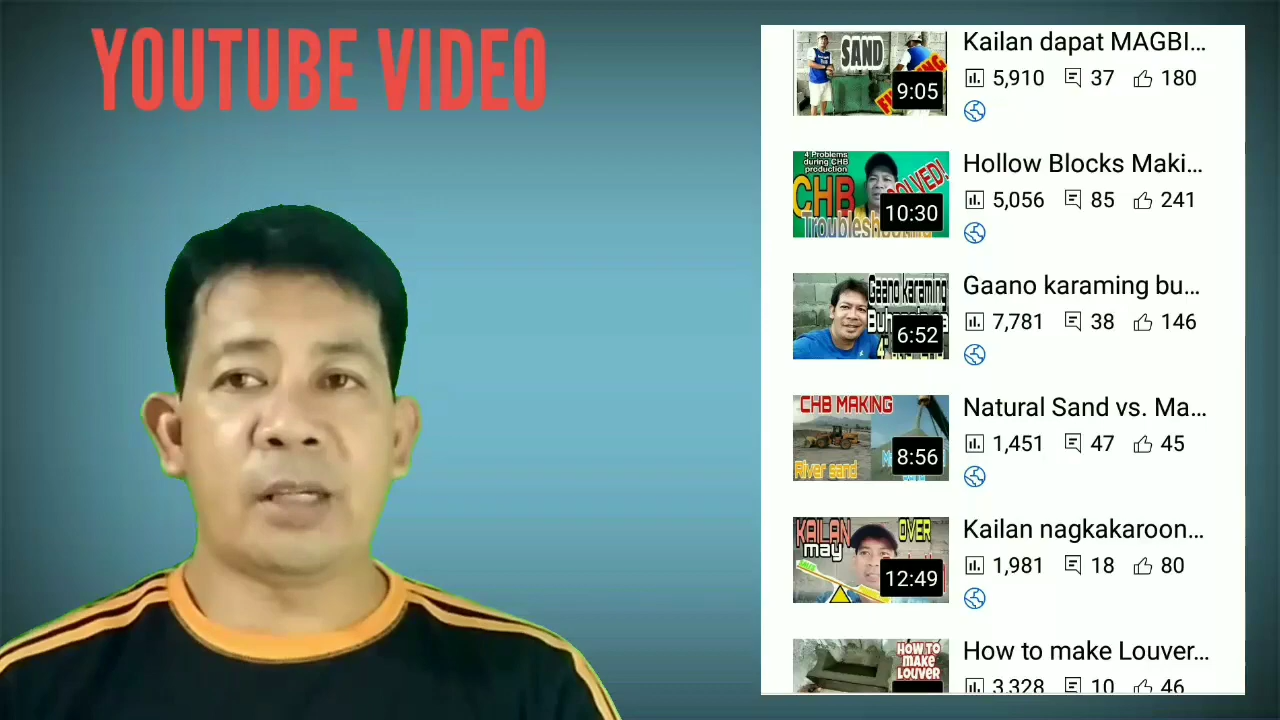 YOUTUBE VIDEO
SAND
9:05
Kailan dapat MAGBI...
5,910 37 180
4 Problems
during CHB
production
CHB
SOLVED!
10:30
Troubleshooting
Hollow Blocks Maki...
5,056 85 241
Gaano karaming
6:52
Gaano karaming bu...
7,781 38 146
CHB MAKING
River sand
8:56
Natural Sand vs. Ma...
1,451 47 45
KAILAN
may
OVER
12:49
Kailan nagkakaroon...
1,981 18 80
HOW TO
MAKE
LOUVER
How to make Louver...
3,328 10 46